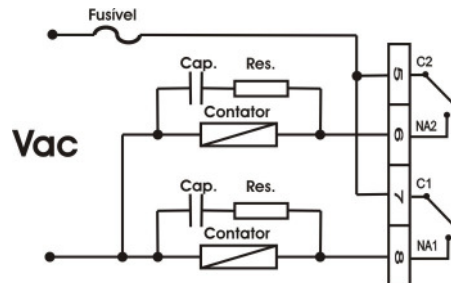 Fusível
Cap. Res.
Contator
Vac
Cap. Res.
Contator
5
6
7
8
C2
NA2
C1
NA1